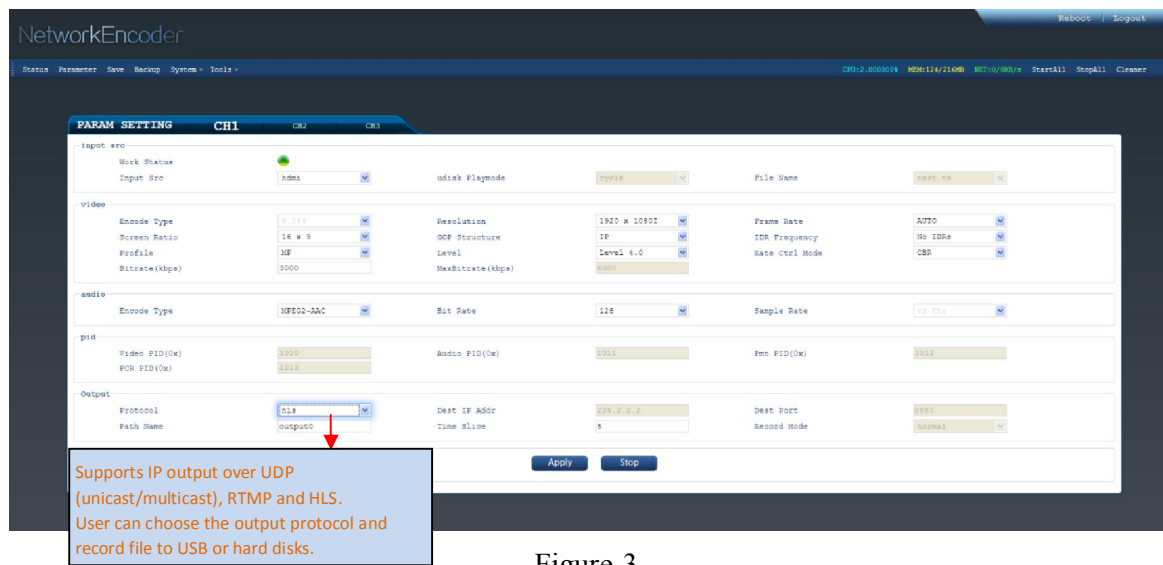 Reboot | Logout
NetworkEncoder
Status Parameter Save Backup System Tools CPU:2.000000% MEM:124/216MB NET:0/0KB/s StartAll StopAll Cleaner
PARAM SETTING CH1 CH2 CH3
input src
Work Status
Input Src hdmi udisk Playmode cycle File Name test.ts
video
Encode Type H.264 Resolution 1920 x 1080I Frame Rate AUTO
Screen Ratio 16 x 9 GOP Structure IP IDR Frequency No IDRs
Profile MP Level Level 4.0 Rate Ctrl Mode CBR
Bitrate(kbps) 3000 MaxBitrate(kbps) 6000
audio
Encode Type MPEG2-AAC Bit Rate 128 Sample Rate 48 Khz
pid
Video PID(0x) 1010 Audio PID(0x) 1011 Pmt PID(0x) 1012
PCR PID(0x) 1013
Output
Protocol hls Dest IP Addr 224.2.2.2 Dest Port
Path Name output0 Time Slice 5 Record Mode normal
Apply Stop
Supports IP output over UDP
(unicast/multicast), RTMP and HLS.
User can choose the output protocol and
record file to USB or hard disks.
Figure 3